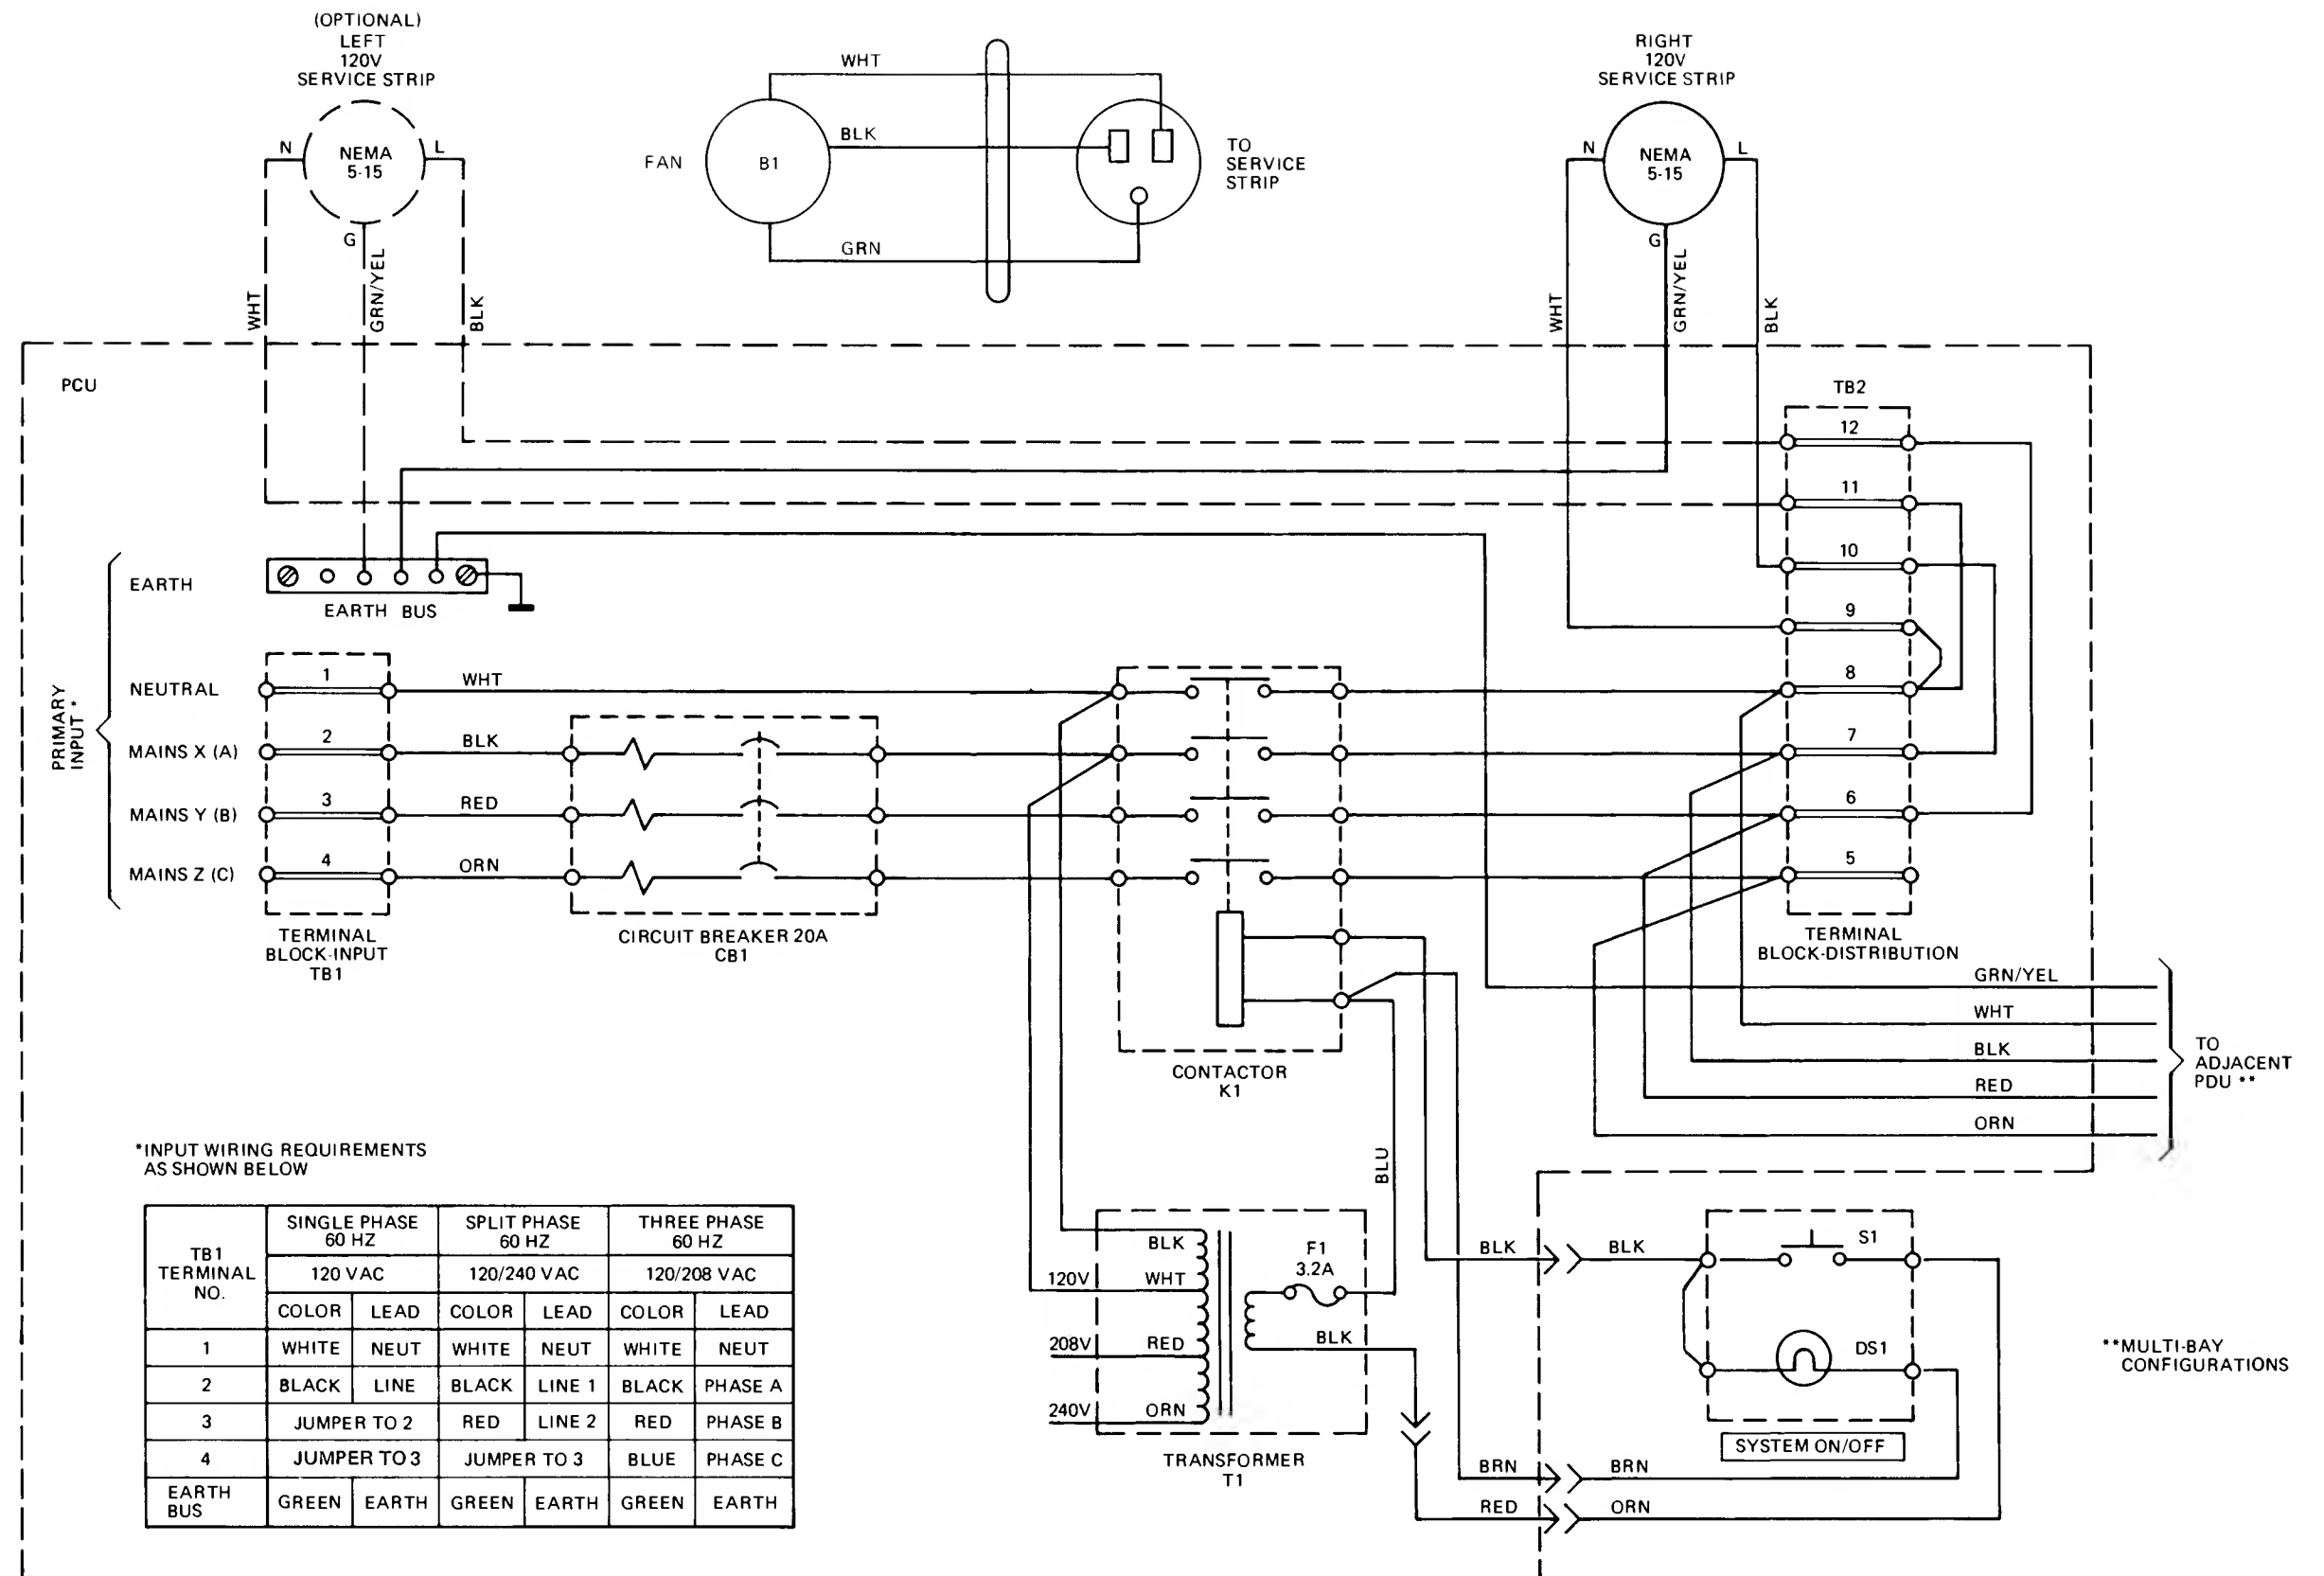 (OPTIONAL)
LEFT
120V
SERVICE STRIP
N
NEMA
5-15
L
G
WHT
GRN/YEL
BLK
FAN
B1
WHT
BLK
GRN
TO
SERVICE
STRIP
RIGHT
120V
SERVICE STRIP
N
NEMA
5-15
L
G
WHT
GRN/YEL
BLK
PCU
TB2
12
11
10
9
8
7
6
5
TERMINAL
BLOCK-DISTRIBUTION
PRIMARY
INPUT *
EARTH
EARTH BUS
NEUTRAL
MAINS X (A)
MAINS Y (B)
MAINS Z (C)
1
2
3
4
TERMINAL
BLOCK-INPUT
TB1
WHT
BLK
RED
ORN
CIRCUIT BREAKER 20A
CB1
CONTACTOR
K1
GRN/YEL
WHT
BLK
RED
ORN
TO
ADJACENT
PDU **
*INPUT WIRING REQUIREMENTS
AS SHOWN BELOW
TB1
TERMINAL
NO.
SINGLE PHASE
60 HZ
SPLIT PHASE
60 HZ
THREE PHASE
60 HZ
120 VAC
120/240 VAC
120/208 VAC
COLOR LEAD COLOR LEAD COLOR LEAD
1 WHITE NEUT WHITE NEUT WHITE NEUT
2 BLACK LINE BLACK LINE 1 BLACK PHASE A
3 JUMPER TO 2 RED LINE 2 RED PHASE B
4 JUMPER TO 3 JUMPER TO 3 BLUE PHASE C
EARTH
BUS
GREEN EARTH GREEN EARTH GREEN EARTH
BLU
BLK
120V WHT
208V RED
240V ORN
F1
3.2A
BLK
TRANSFORMER
T1
BLK BLK
S1
DS1
SYSTEM ON/OFF
BRN BRN
RED ORN
**MULTI-BAY
CONFIGURATIONS